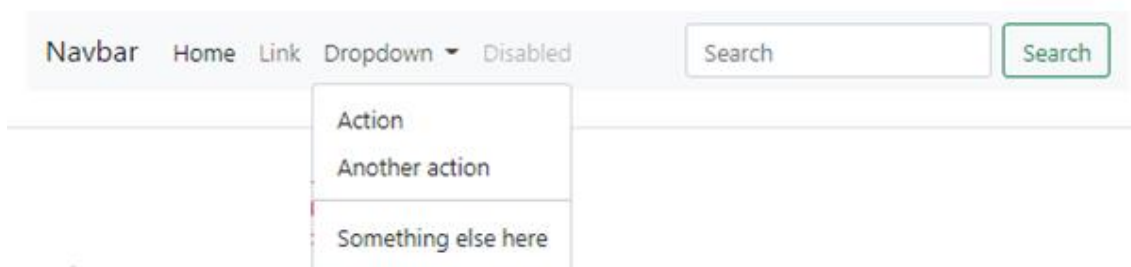 Navbar Home Link Dropdown Disabled Search Search
Action
Another action
Something else here